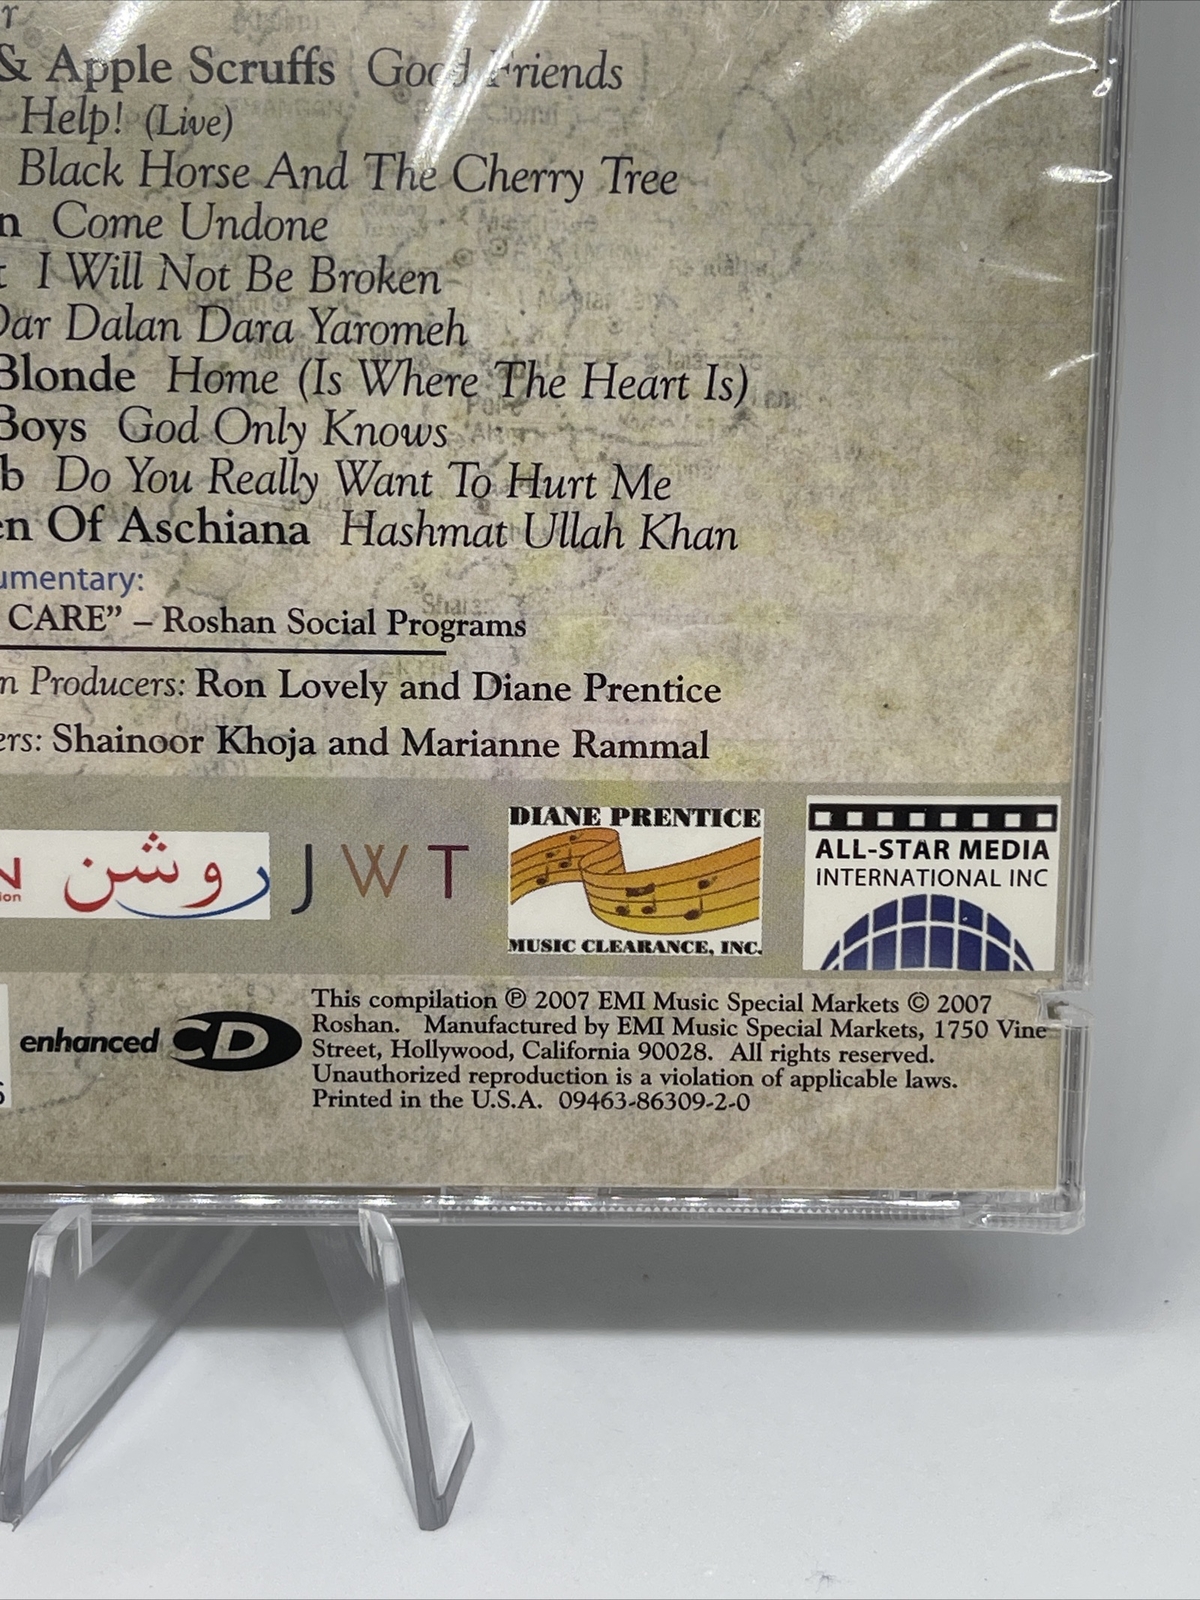 r
& Apple Scruffs Good Friends
Help! (Live)
Black Horse And The Cherry Tree
n Come Undone
t I Will Not Be Broken
Dar Dalan Dara Yaromeh
Blonde Home (Is Where The Heart Is)
Boys God Only Knows
b Do You Really Want To Hurt Me
en Of Aschiana Hashmat Ullah Khan
umentary:
CARE” – Roshan Social Programs
n Producers: Ron Lovely and Diane Prentice
ers: Shainoor Khoja and Marianne Rammal
N
ion
روشن
JWT
DIANE PRENTICE
MUSIC CLEARANCE, INC.
ALL-STAR MEDIA
INTERNATIONAL INC
enhanced CD
This compilation ℗ 2007 EMI Music Special Markets © 2007
Roshan. Manufactured by EMI Music Special Markets, 1750 Vine
Street, Hollywood, California 90028. All rights reserved.
Unauthorized reproduction is a violation of applicable laws.
Printed in the U.S.A. 09463-86309-2-0